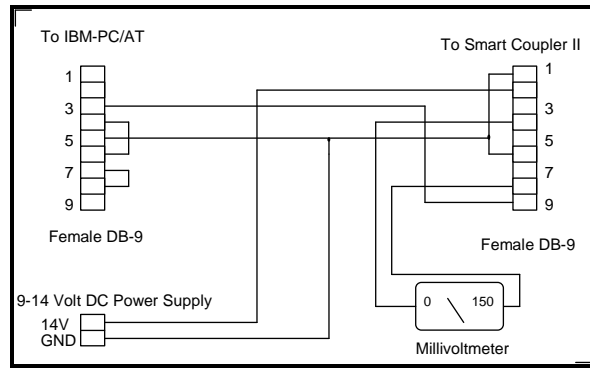 To IBM-PC/AT
1
3
5
7
9
Female DB-9
To Smart Coupler II
1
3
5
7
9
Female DB-9
9-14 Volt DC Power Supply
14V
GND
0 150
Millivoltmeter